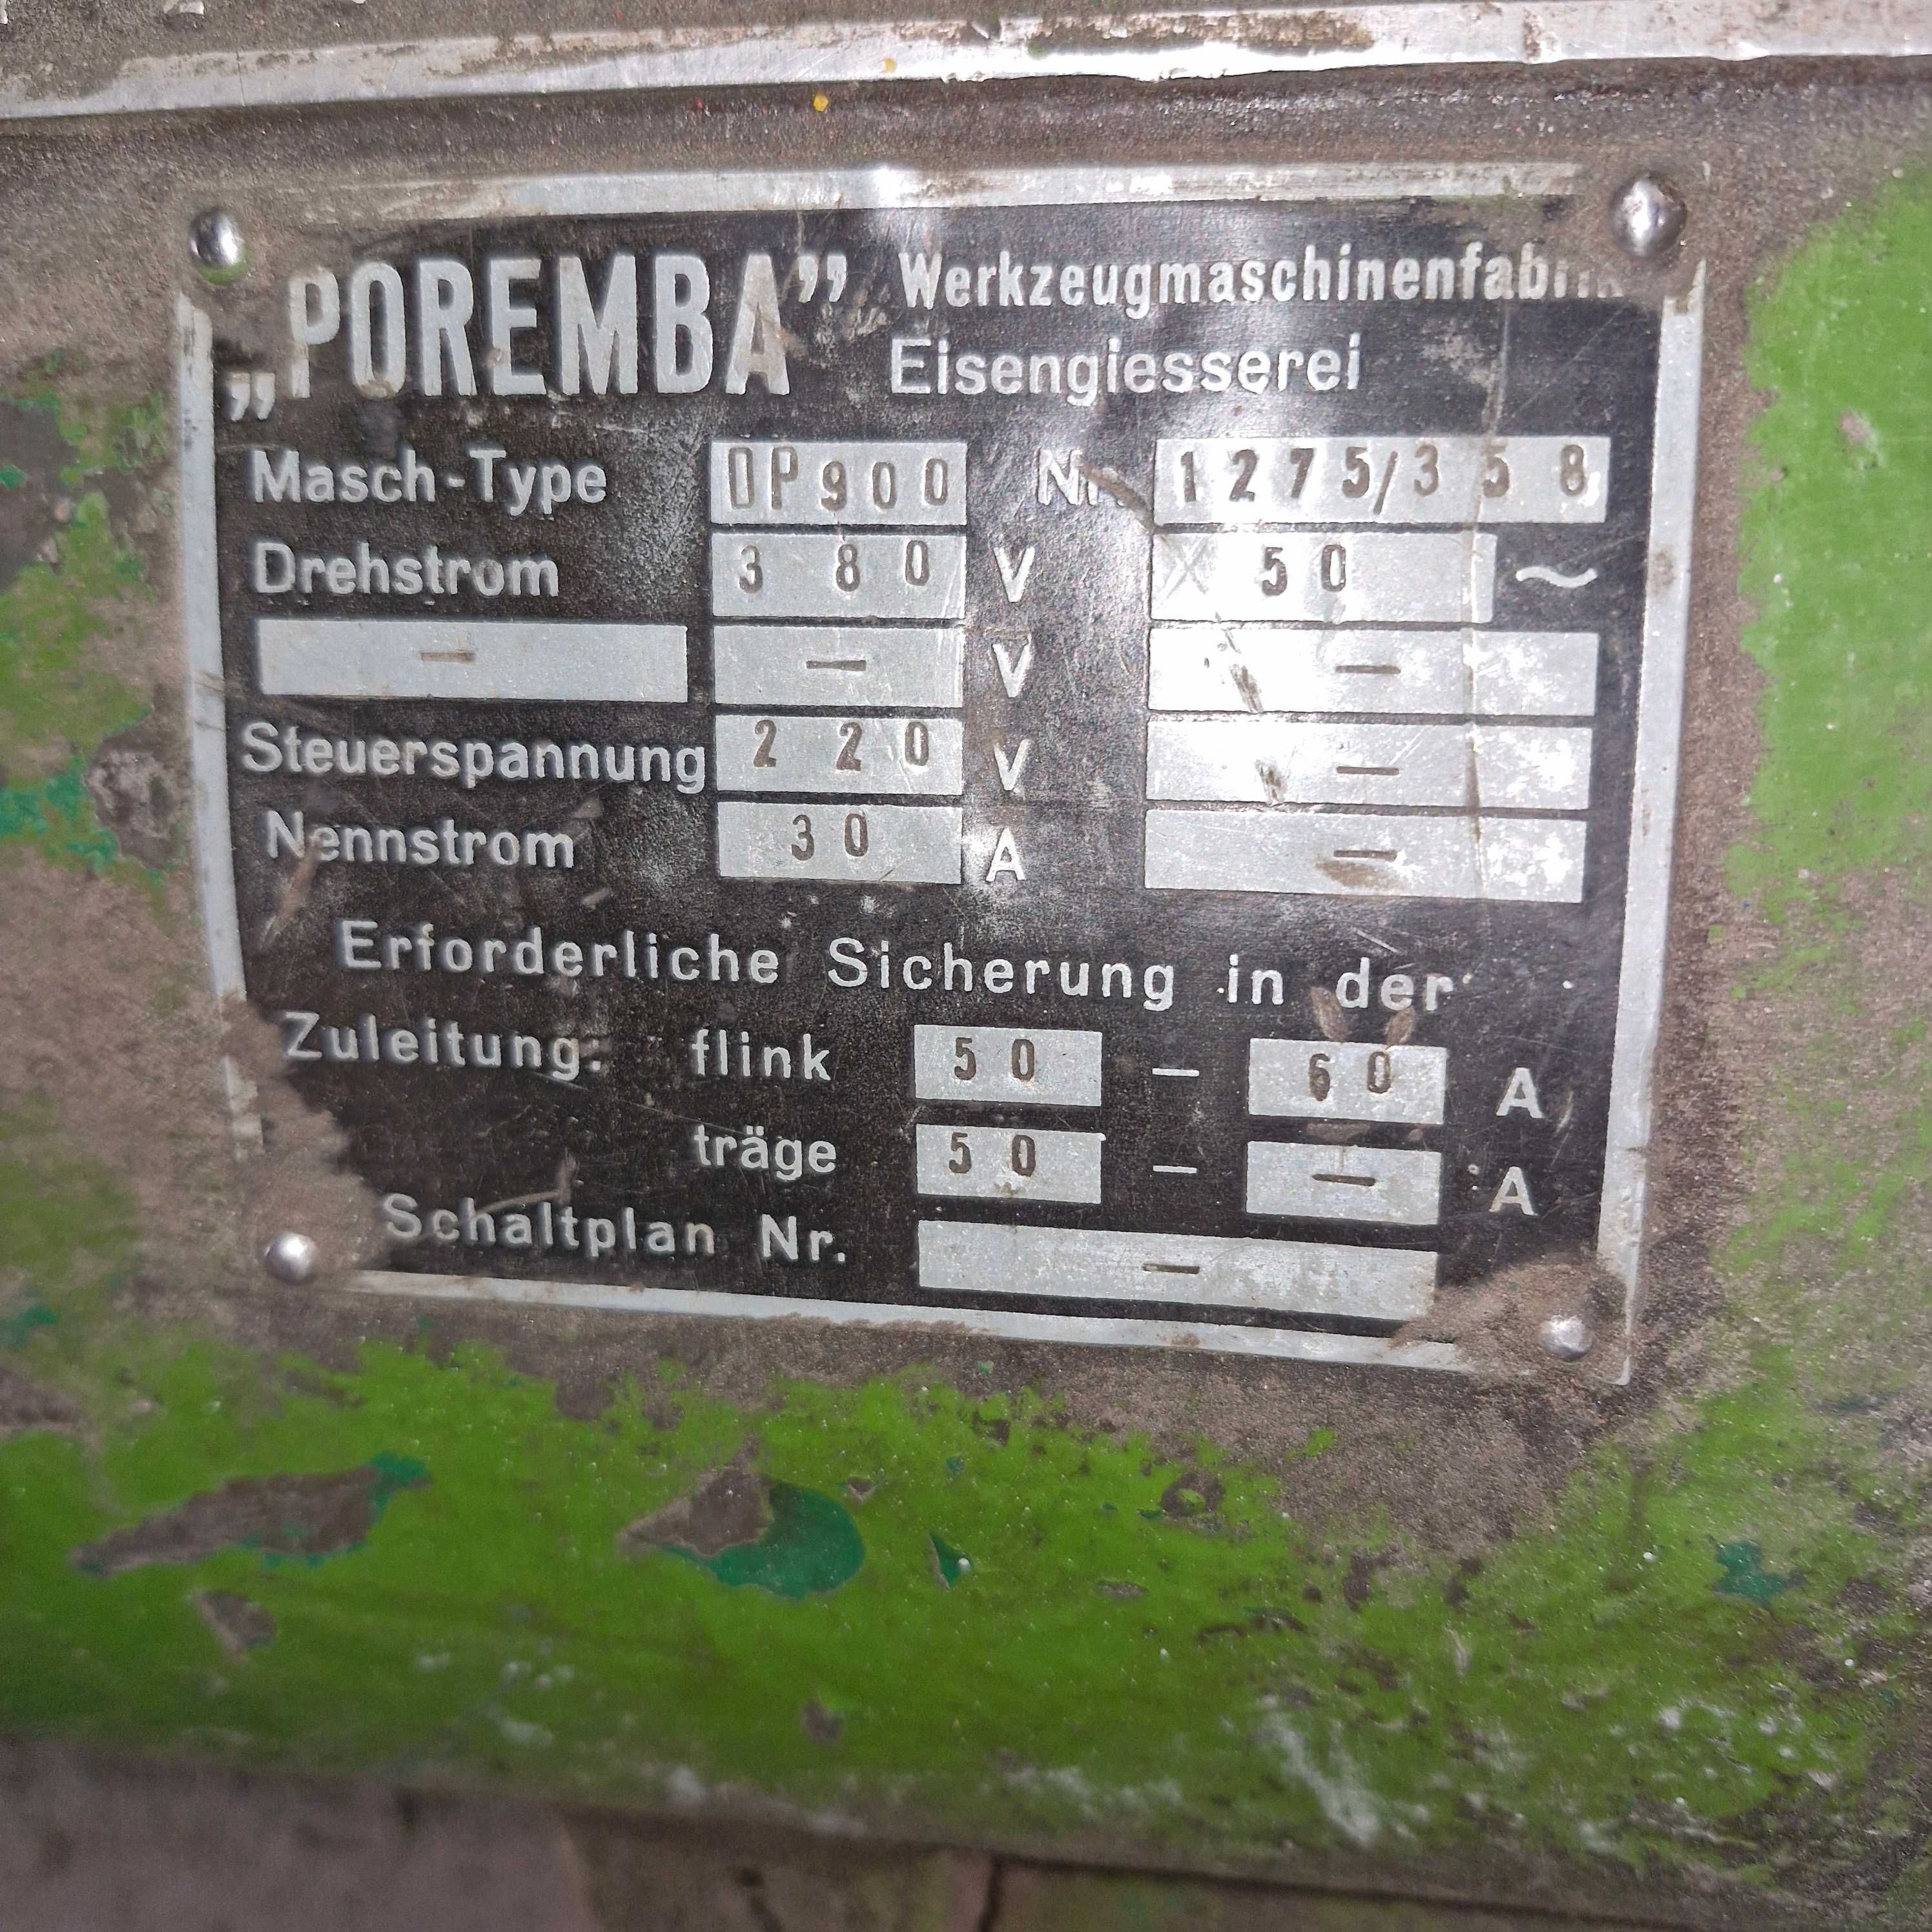 „POREMBA” Werkzeugmaschinenfabrik
Eisengiesserei
Masch-Type DP900 Nr. 1275/358
Drehstrom 380 V 50 ~
— — V —
Steuerspannung 220 V —
Nennstrom 30 A —
Erforderliche Sicherung in der
Zuleitung: flink 50 — 60 A
träge 50 — — A
Schaltplan Nr. —